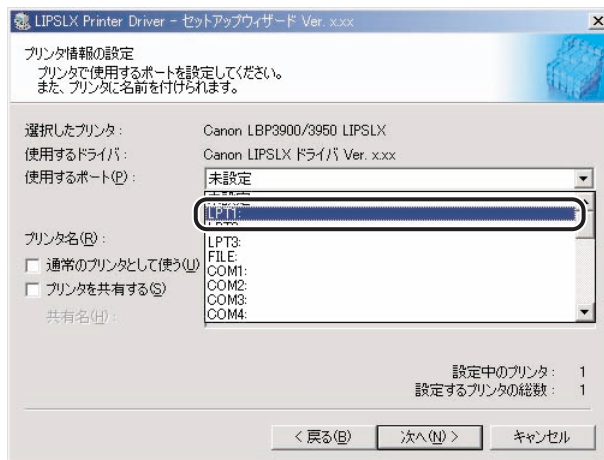 LIPSLX Printer Driver - セットアップウィザード Ver. x.xx
プリンタ情報の設定
プリンタで使用するポートを設定してください。
また、プリンタに名前を付けられます。
選択したプリンタ:
Canon LBP3900/3950 LIPSLX
使用するドライバ:
Canon LIPSLX ドライバ Ver. x.xx
使用するポート(P):
未設定
LPT1:
LPT3:
FILE:
COM1:
COM2:
COM3:
COM4:
プリンタ名(R):
通常のプリンタとして使う(U)
プリンタを共有する(S)
共有名(H):
設定中のプリンタ: 1
設定するプリンタの総数: 1
< 戻る(B)
次へ(N) >
キャンセル